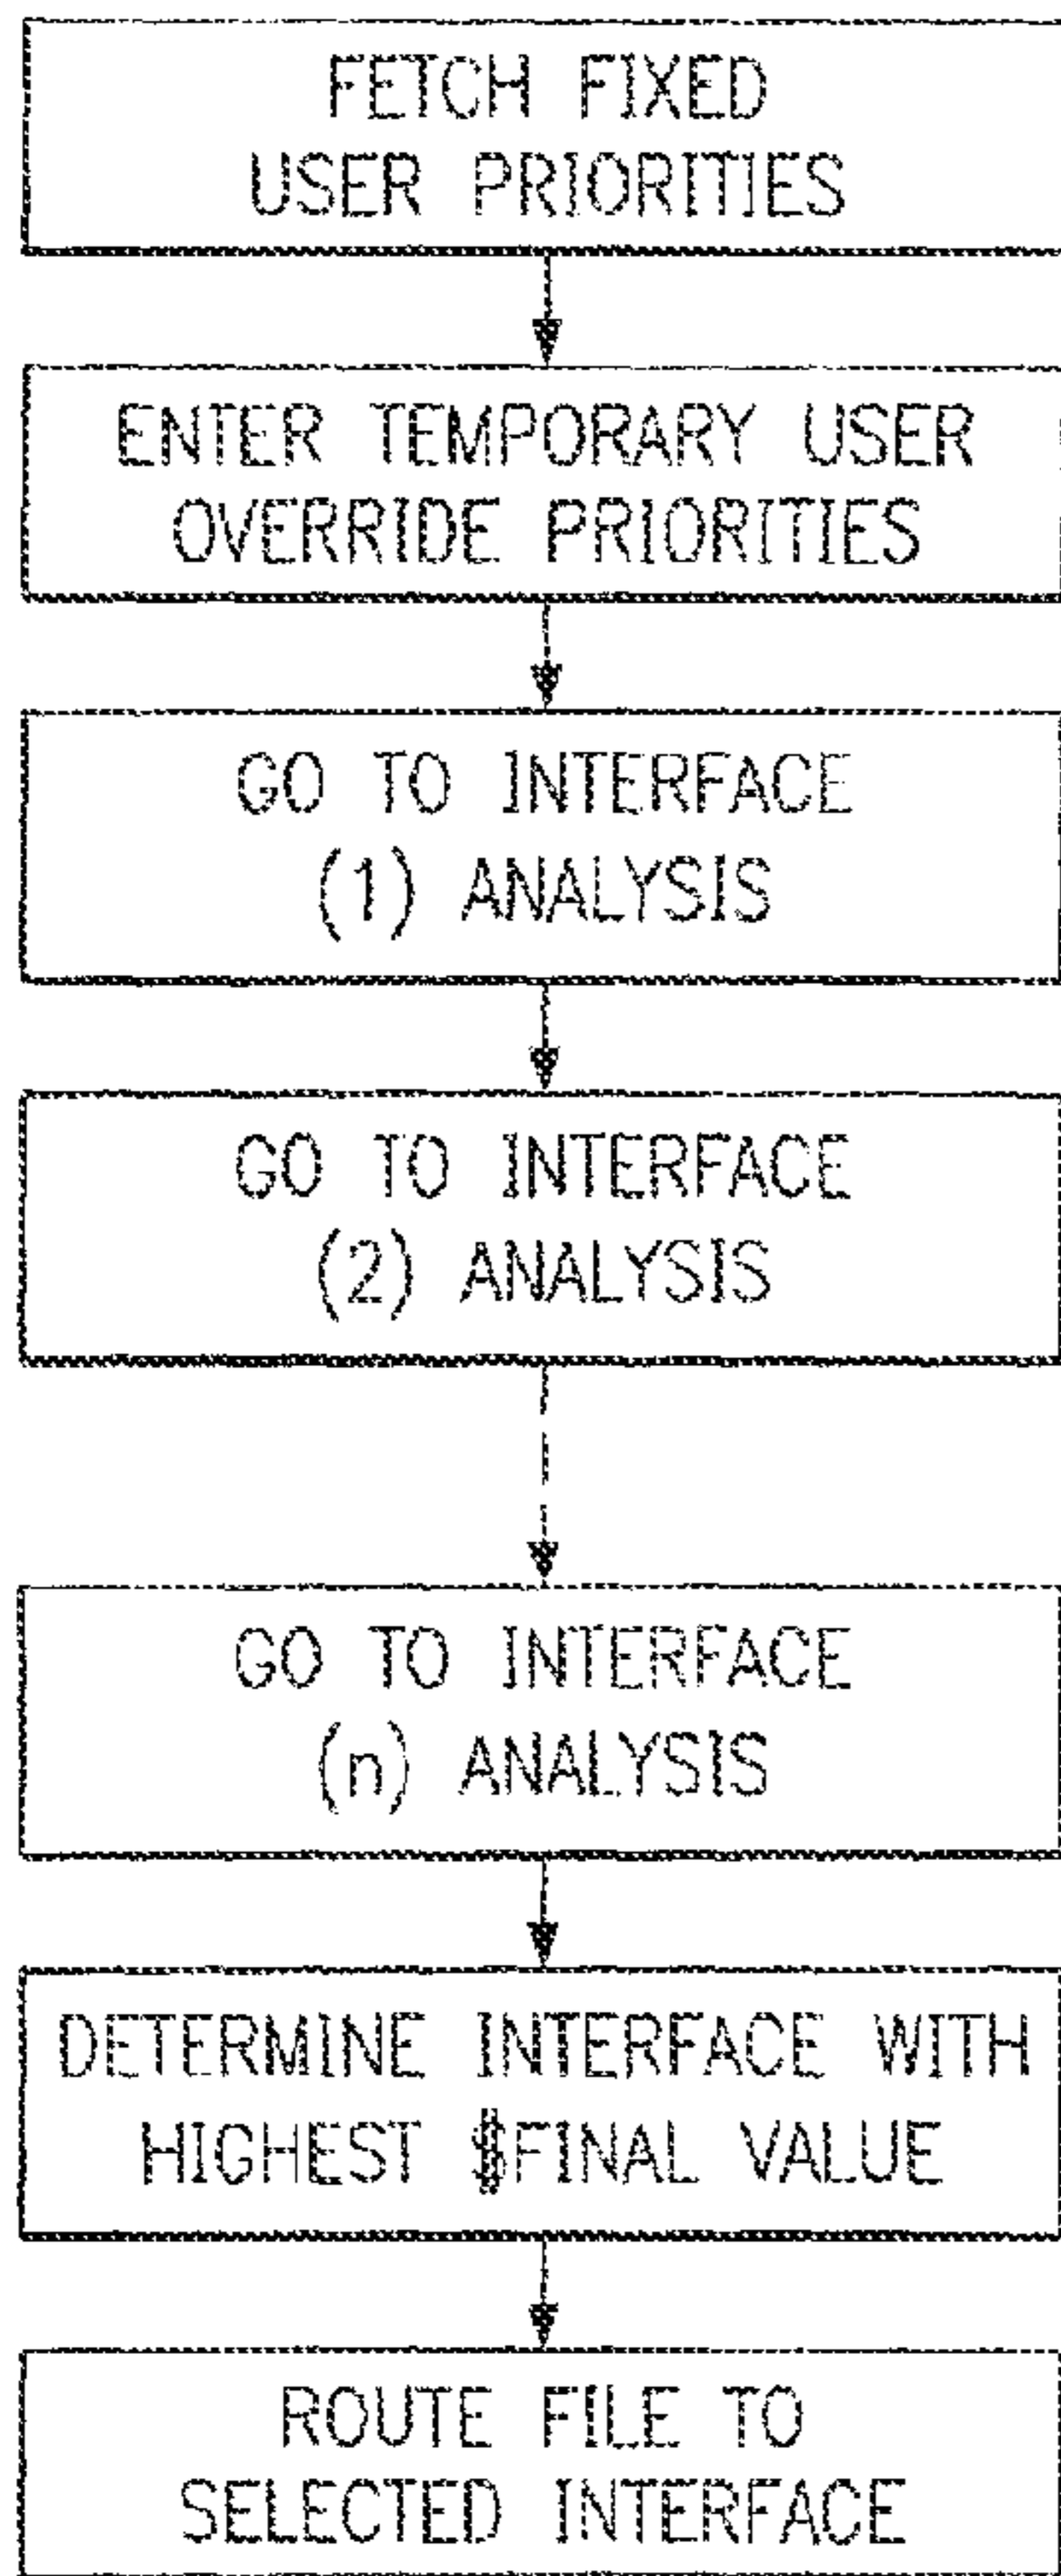 FETCH FIXED
USER PRIORITIES
ENTER TEMPORARY USER
OVERRIDE PRIORITIES
GO TO INTERFACE
(1) ANALYSIS
GO TO INTERFACE
(2) ANALYSIS
GO TO INTERFACE
(n) ANALYSIS
DETERMINE INTERFACE WITH
HIGHEST $FINAL VALUE
ROUTE FILE TO
SELECTED INTERFACE